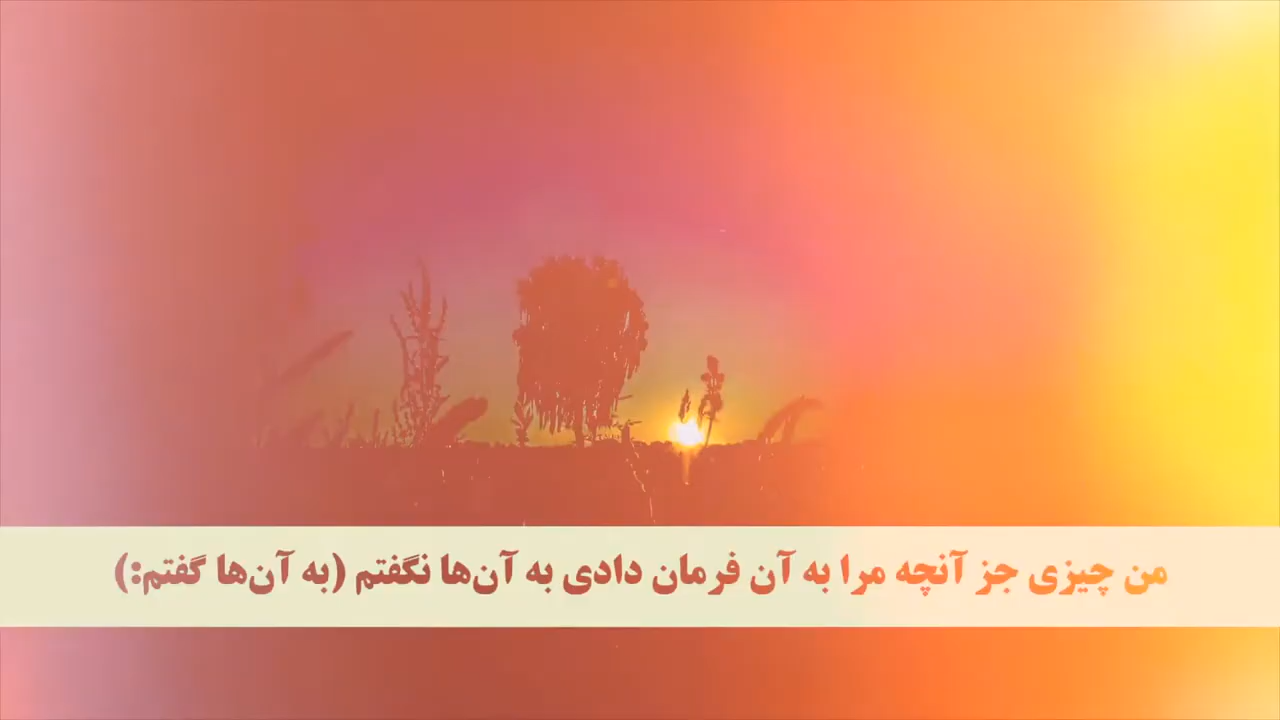 من چیزی جز آنچه مرا به آن فرمان دادی به آن‌ها نگفتم (به آن‌ها گفتم:)